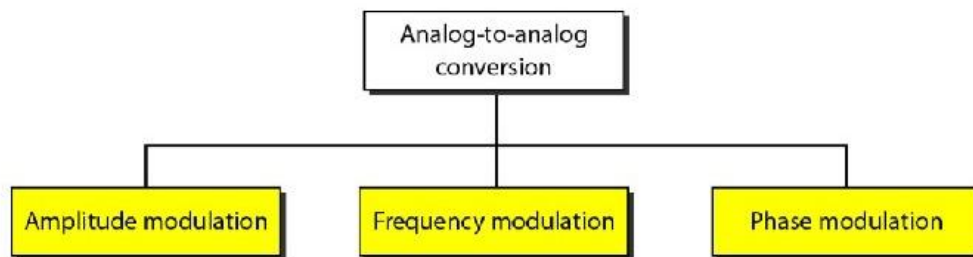 Analog-to-analog
conversion
Amplitude modulation
Frequency modulation
Phase modulation